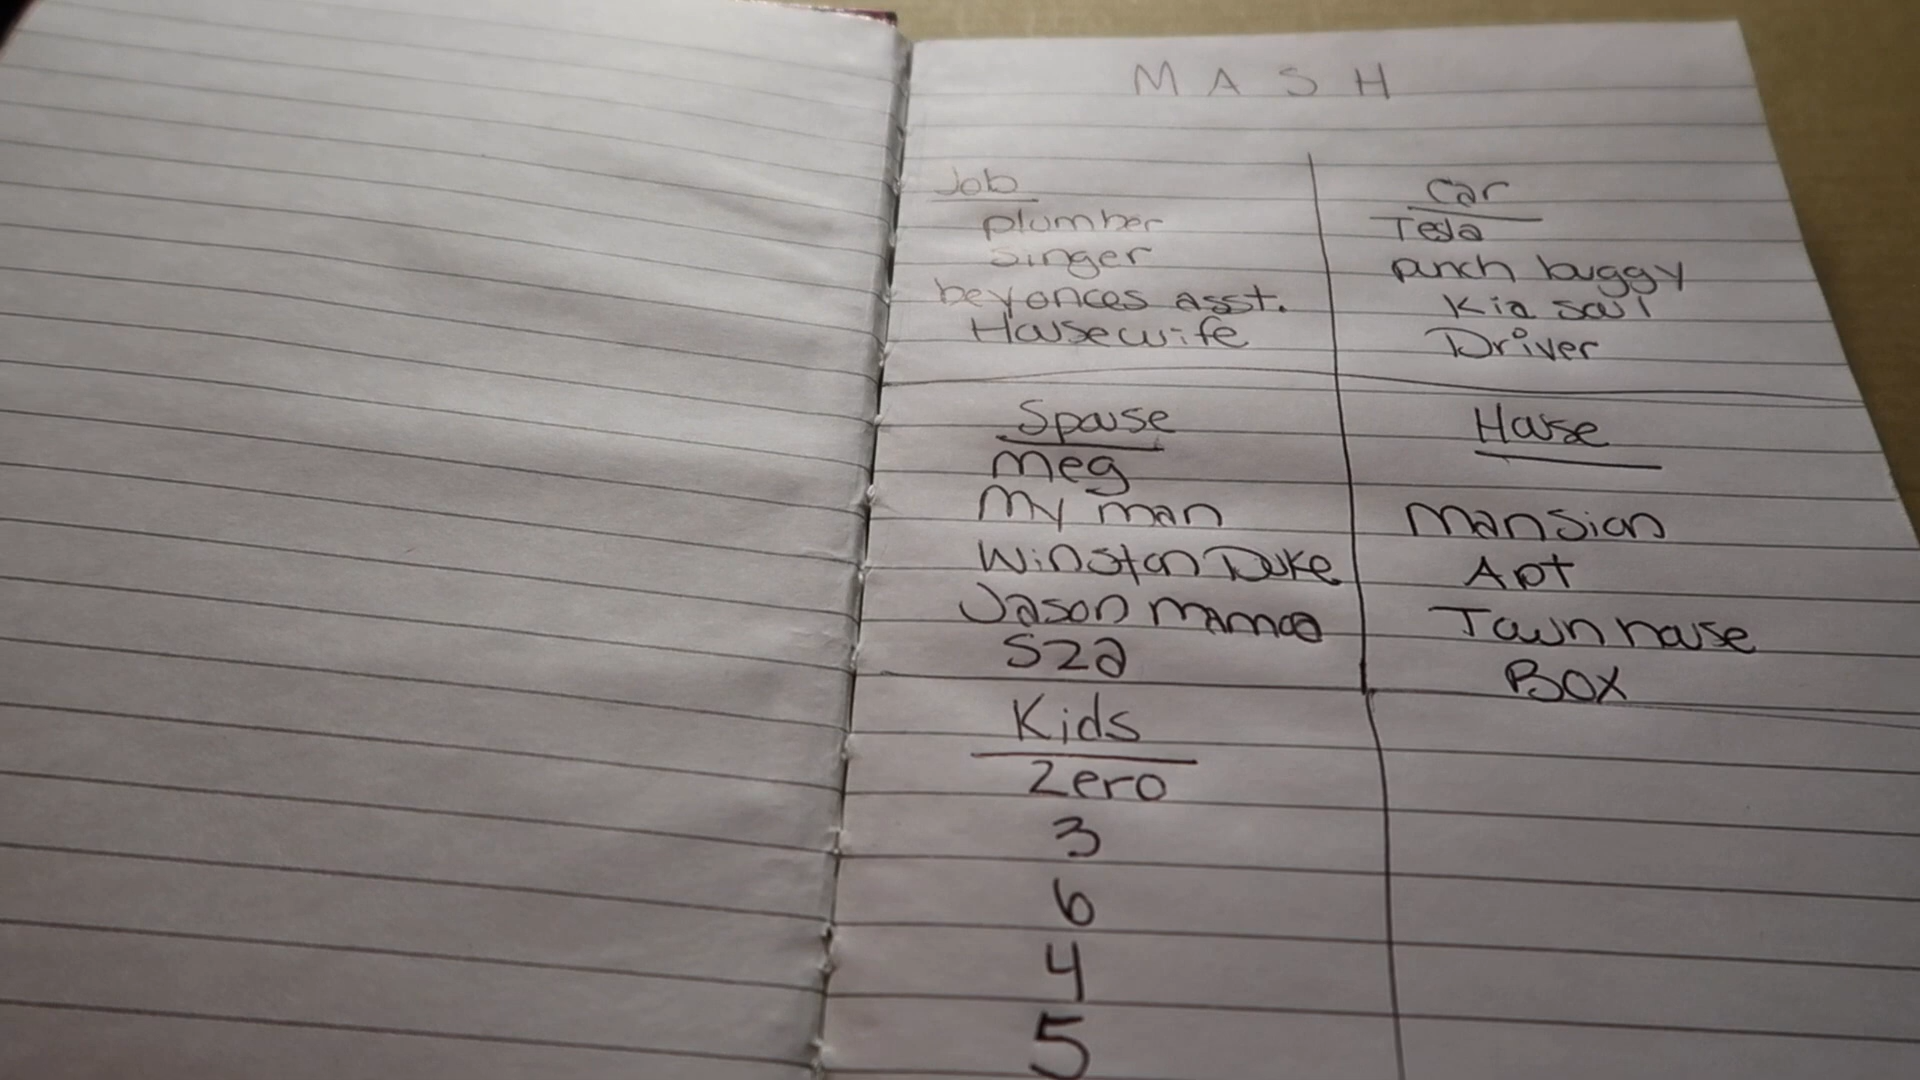 M A S H
Job
plumber
Singer
beyonces asst.
Housewife
Car
Tesla
punch buggy
Kia soul
Driver
Spouse
Meg
My man
Winston Duke
Jason Mamoa
SZa
House
Mansion
Apt
Town house
Box
Kids
Zero
3
6
4
5